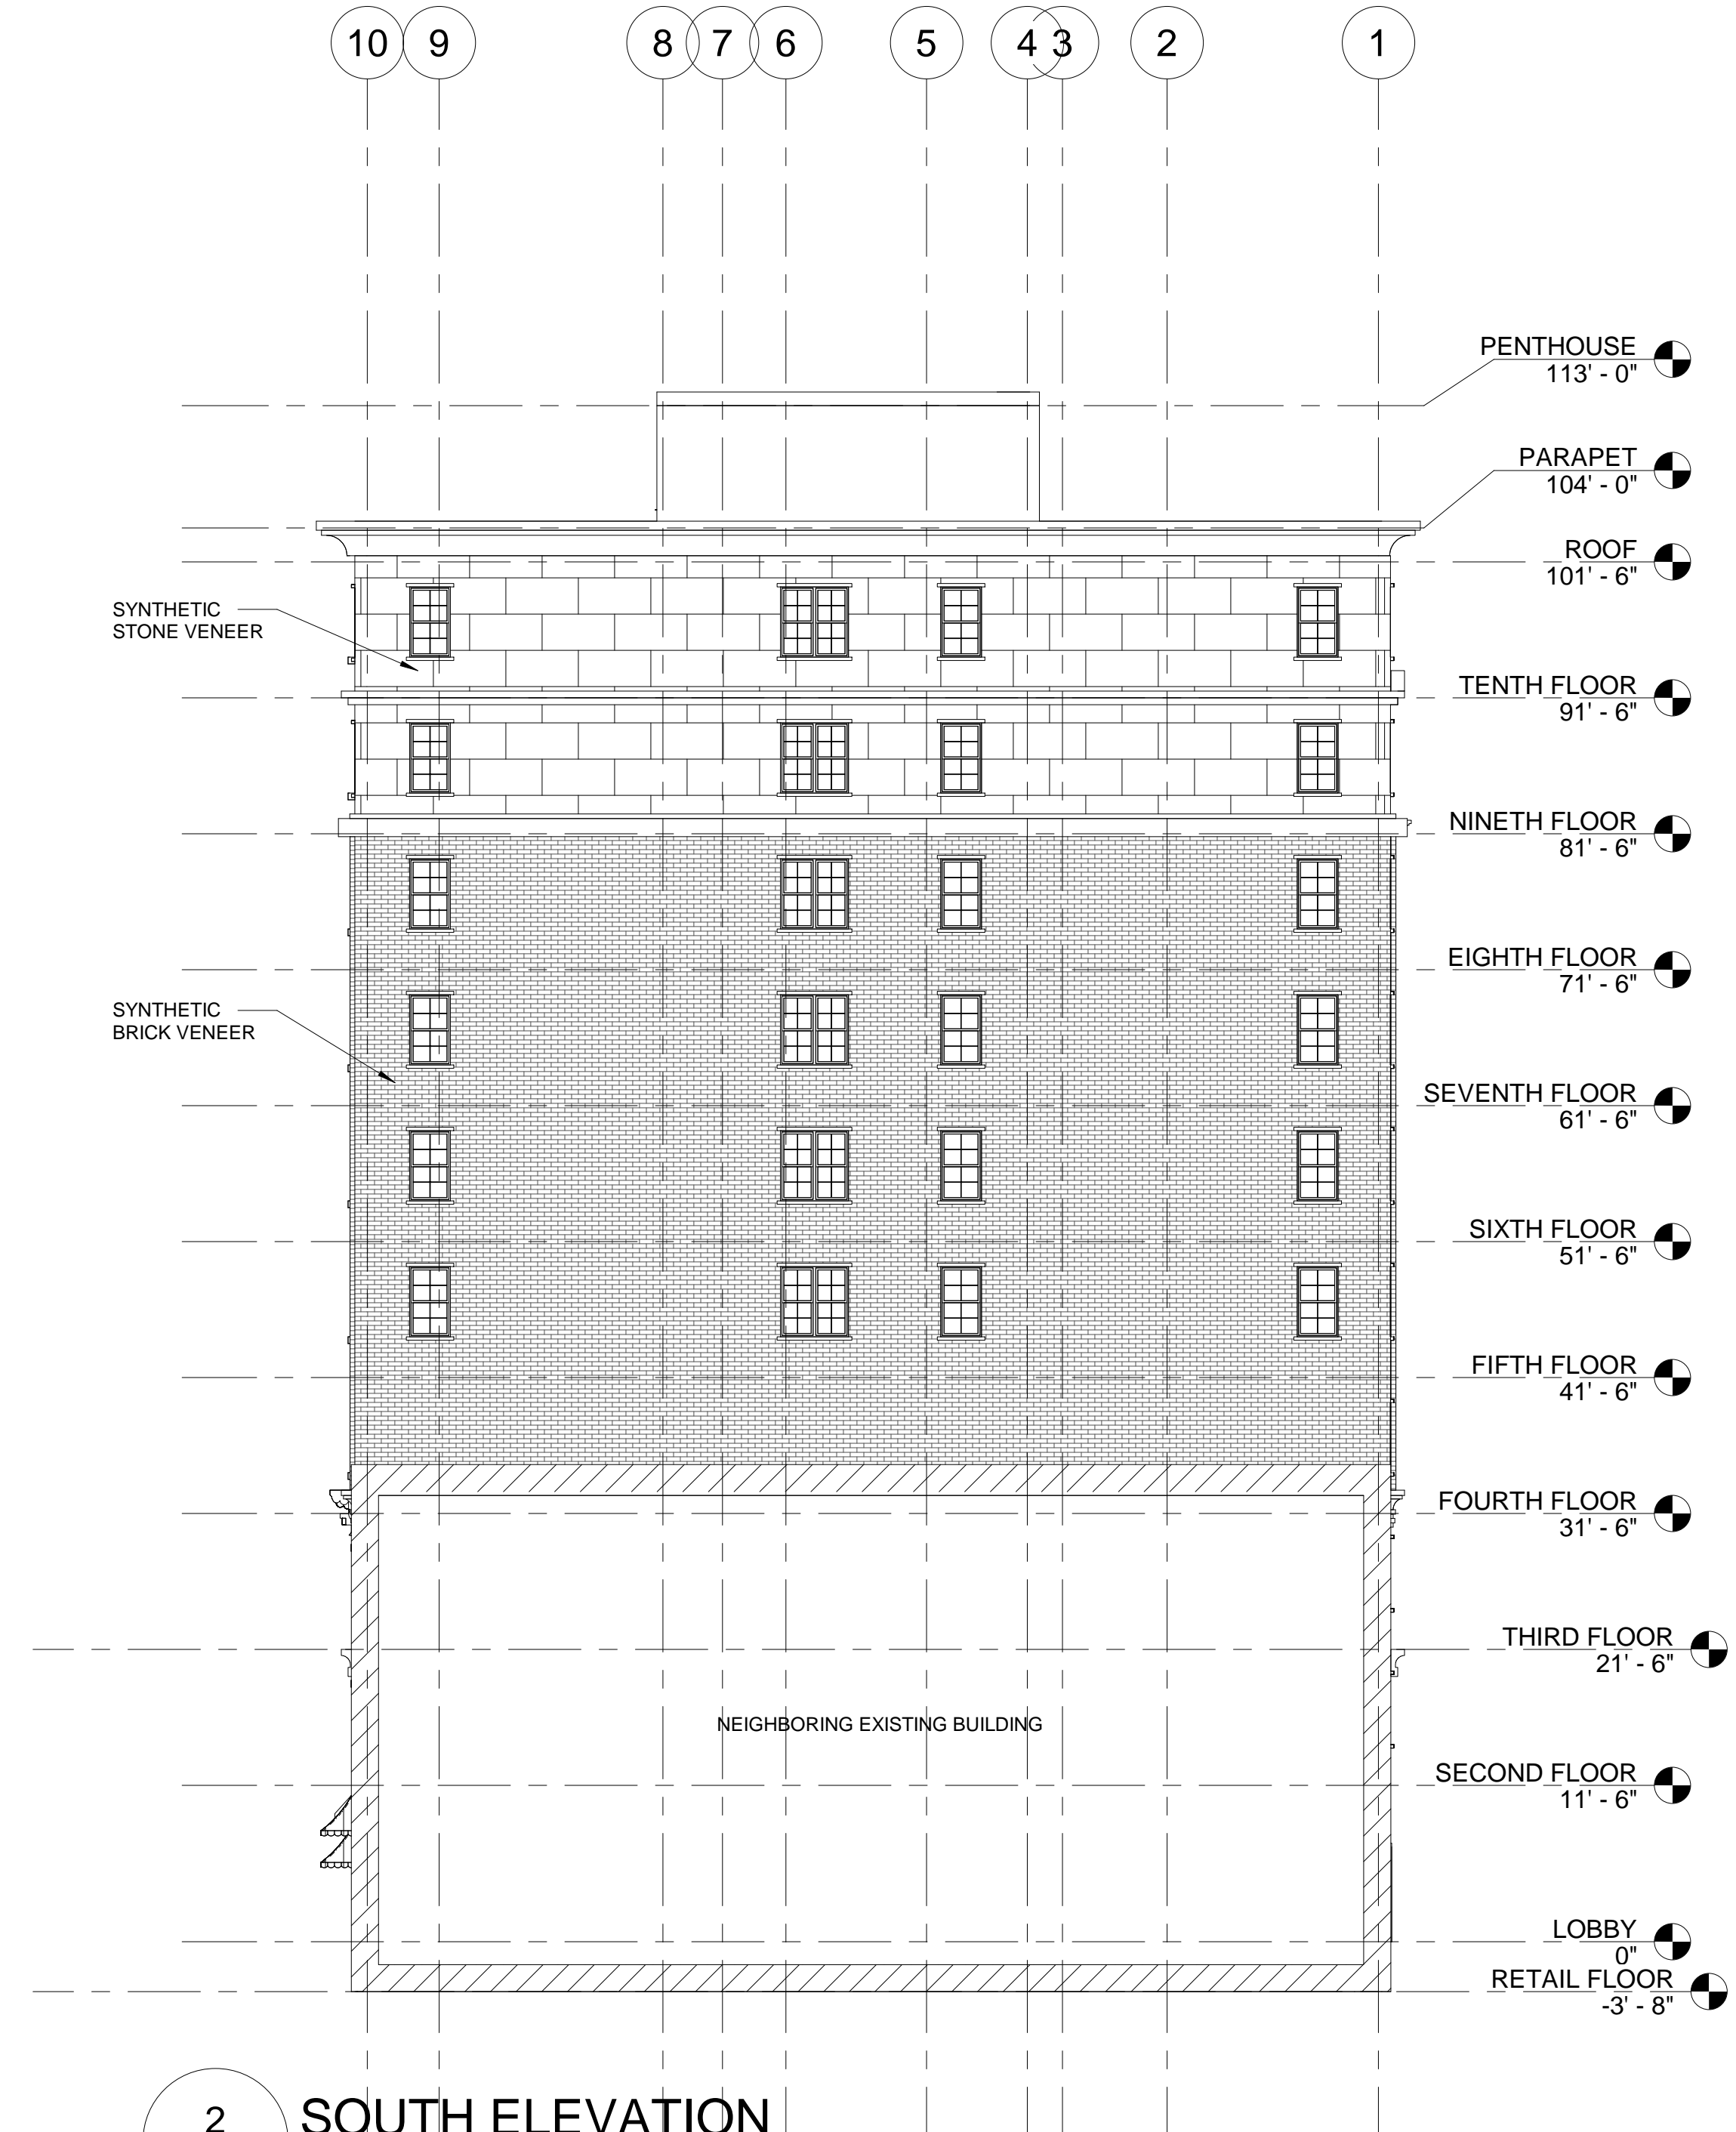 10 9 8 7 6 5 4 3 2 1
PENTHOUSE
113' - 0"
PARAPET
104' - 0"
ROOF
101' - 6"
SYNTHETIC
STONE VENEER
TENTH FLOOR
91' - 6"
NINETH FLOOR
81' - 6"
EIGHTH FLOOR
71' - 6"
SYNTHETIC
BRICK VENEER
SEVENTH FLOOR
61' - 6"
SIXTH FLOOR
51' - 6"
FIFTH FLOOR
41' - 6"
FOURTH FLOOR
31' - 6"
THIRD FLOOR
21' - 6"
NEIGHBORING EXISTING BUILDING
SECOND FLOOR
11' - 6"
LOBBY
0"
RETAIL FLOOR
-3' - 8"
2 SOUTH ELEVATION